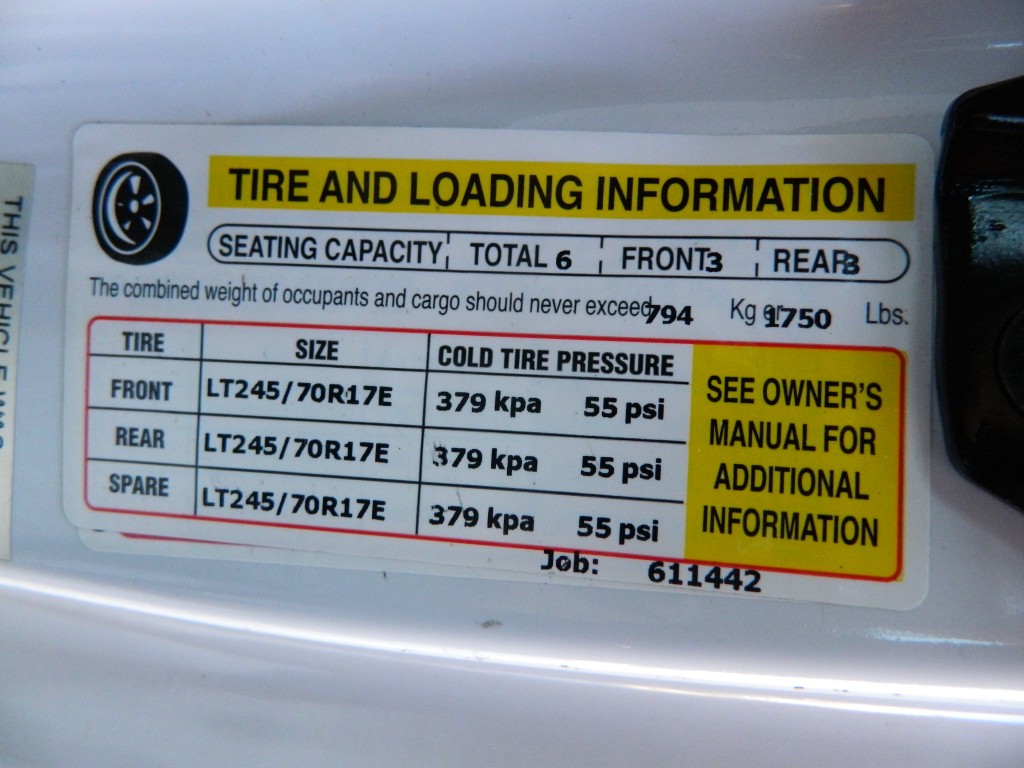 TIRE AND LOADING INFORMATION
SEATING CAPACITY TOTAL 6 FRONT 3 REAR 3
The combined weight of occupants and cargo should never exceed 794 Kg or 1750 Lbs.
TIRE SIZE COLD TIRE PRESSURE
FRONT LT245/70R17E 379 kpa 55 psi
REAR LT245/70R17E 379 kpa 55 psi
SPARE LT245/70R17E 379 kpa 55 psi
SEE OWNER'S
MANUAL FOR
ADDITIONAL
INFORMATION
Job: 611442
THIS VEHICLE WAS